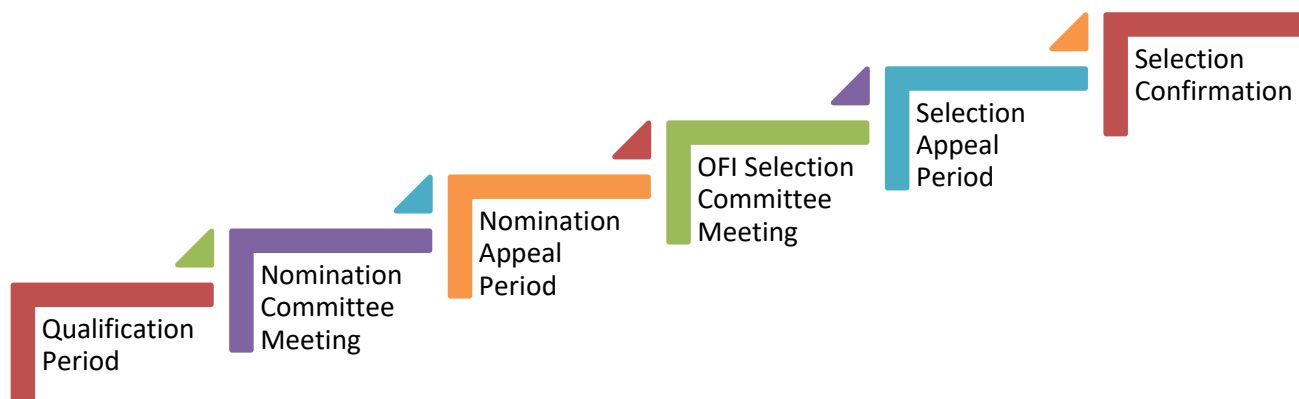 Qualification
Period
Nomination
Committee
Meeting
Nomination
Appeal
Period
OFI Selection
Committee
Meeting
Selection
Appeal
Period
Selection
Confirmation